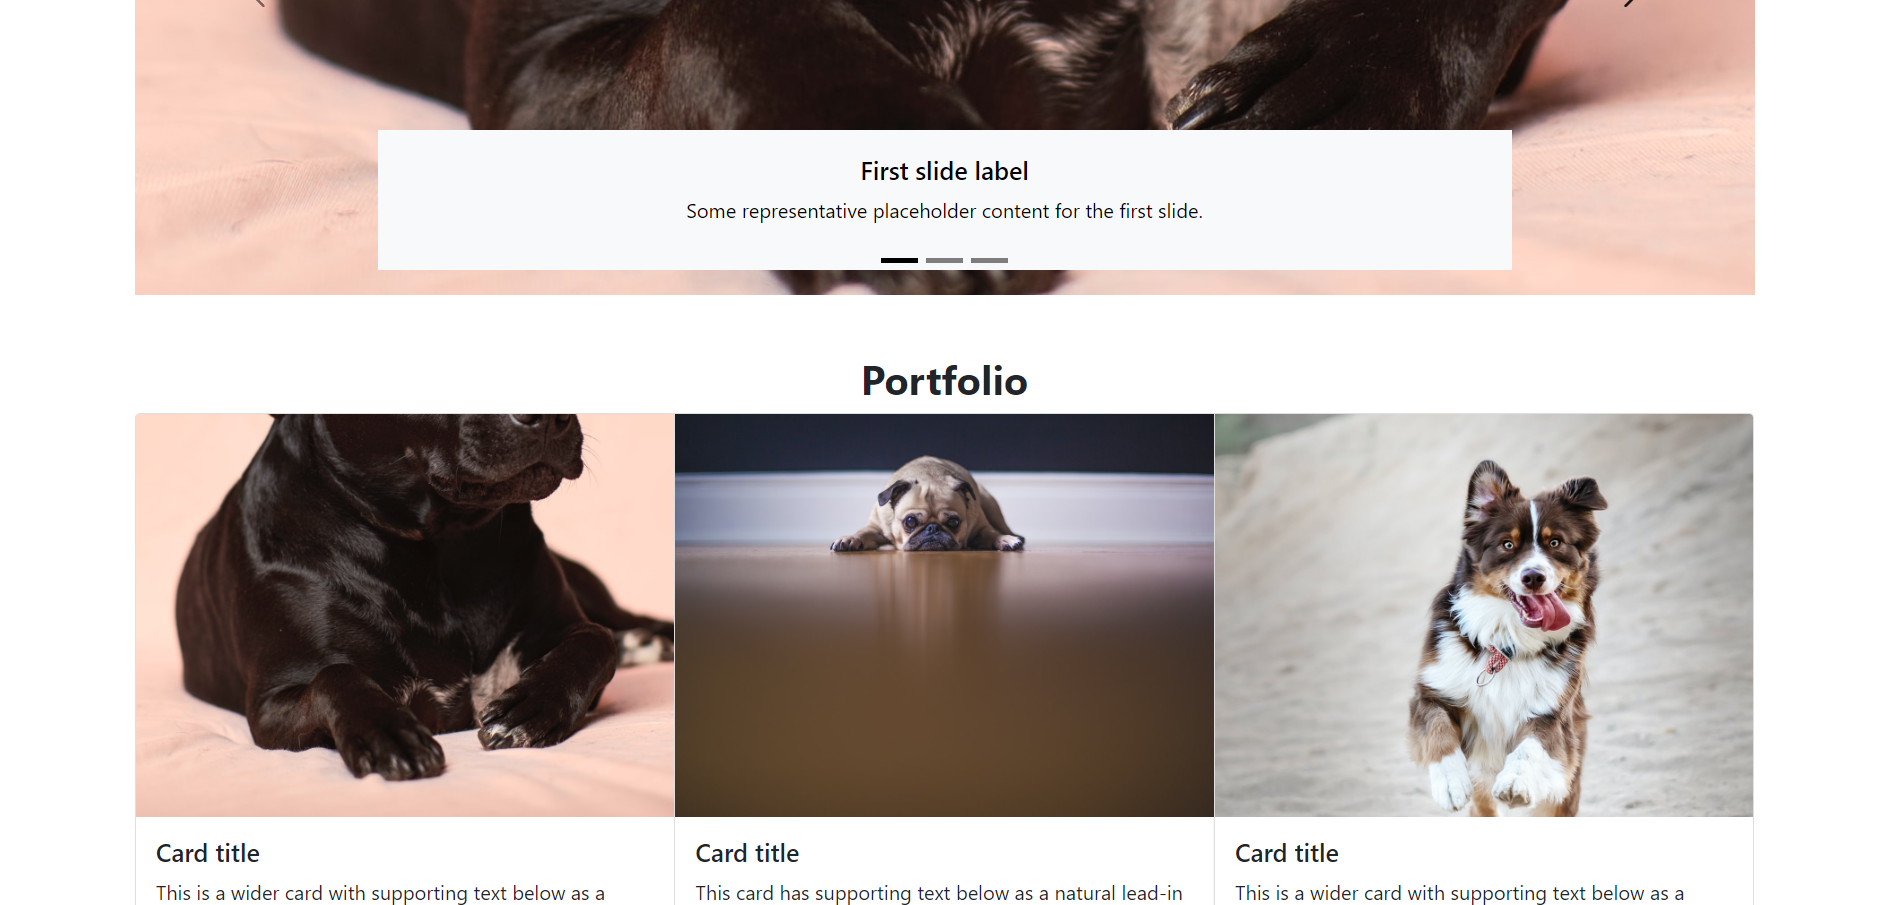 First slide label
Some representative placeholder content for the first slide.
Portfolio
Card title
This is a wider card with supporting text below as a
Card title
This card has supporting text below as a natural lead-in
Card title
This is a wider card with supporting text below as a